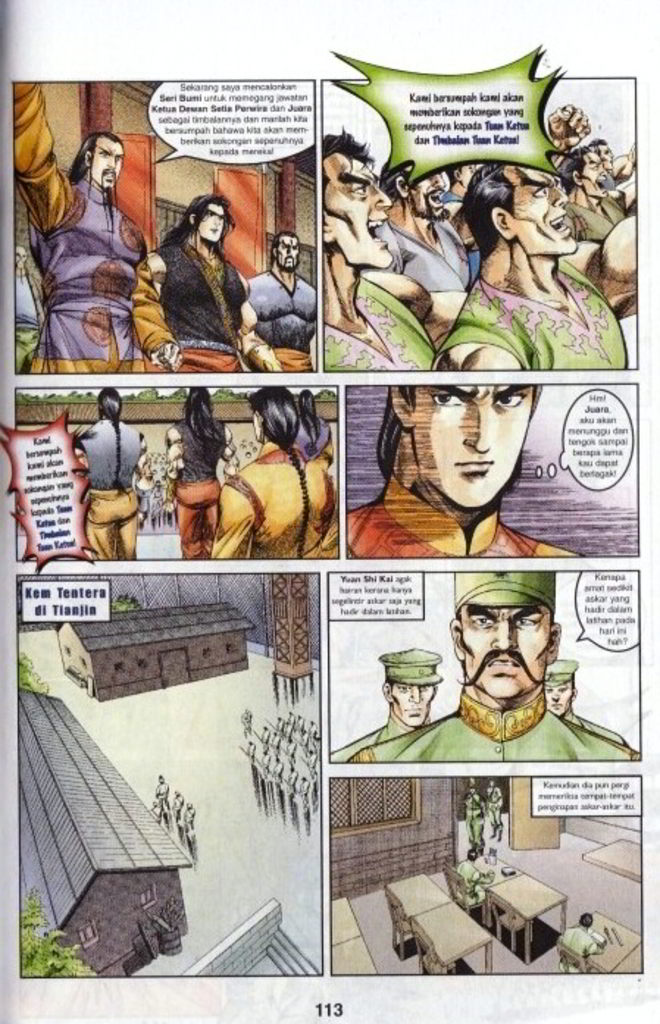 Sekarang saya mencalonkan
Seri Bumi untuk memegang jawatan
Ketua Dewan Setia Perwira dan Juara
sebagai timbalannya dan marilah kita
bersumpah bahawa kita akan mem-
berikan sokongan sepenuhnya
kepada mereka!
Kami bersumpah kami akan
memberikan sokongan yang
sepenuhnya kepada Tuan Ketua
dan Timbalan Tuan Ketua!
Kami
bersumpah
kami akan
memberikan
sokongan yang
sepenuhnya
kepada Tuan
Ketua dan
Timbalan
Tuan Ketua!
Hm!
Juara,
aku akan
menunggu dan
tengok sampai
berapa lama
kau dapat
berlagak!
Kem Tentera
di Tianjin
Yuan Shi Kai agak
hairan kerana hanya
segelintir askar saja yang
hadir dalam latihan.
Kenapa
amat sedikit
askar yang
hadir dalam
latihan pada
hari ini
hah?
Kemudian dia pun pergi
memeriksa tempat-tempat
penginapan askar-askar itu.
113